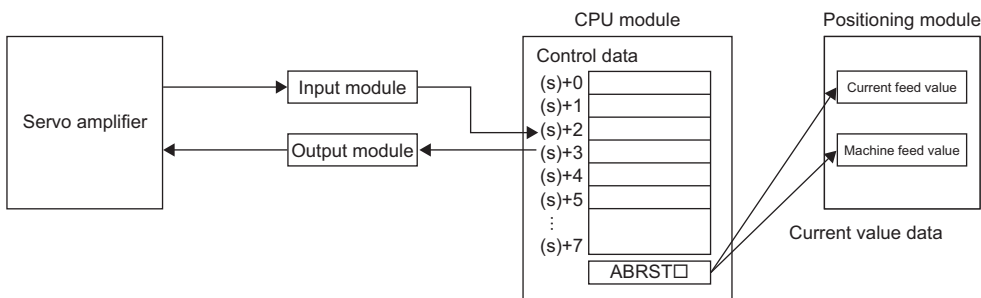 CPU module
Positioning module
Control data
Servo amplifier
Input module
Output module
(s)+0
(s)+1
(s)+2
(s)+3
(s)+4
(s)+5
⋮
(s)+7
ABRST□
Current feed value
Machine feed value
Current value data